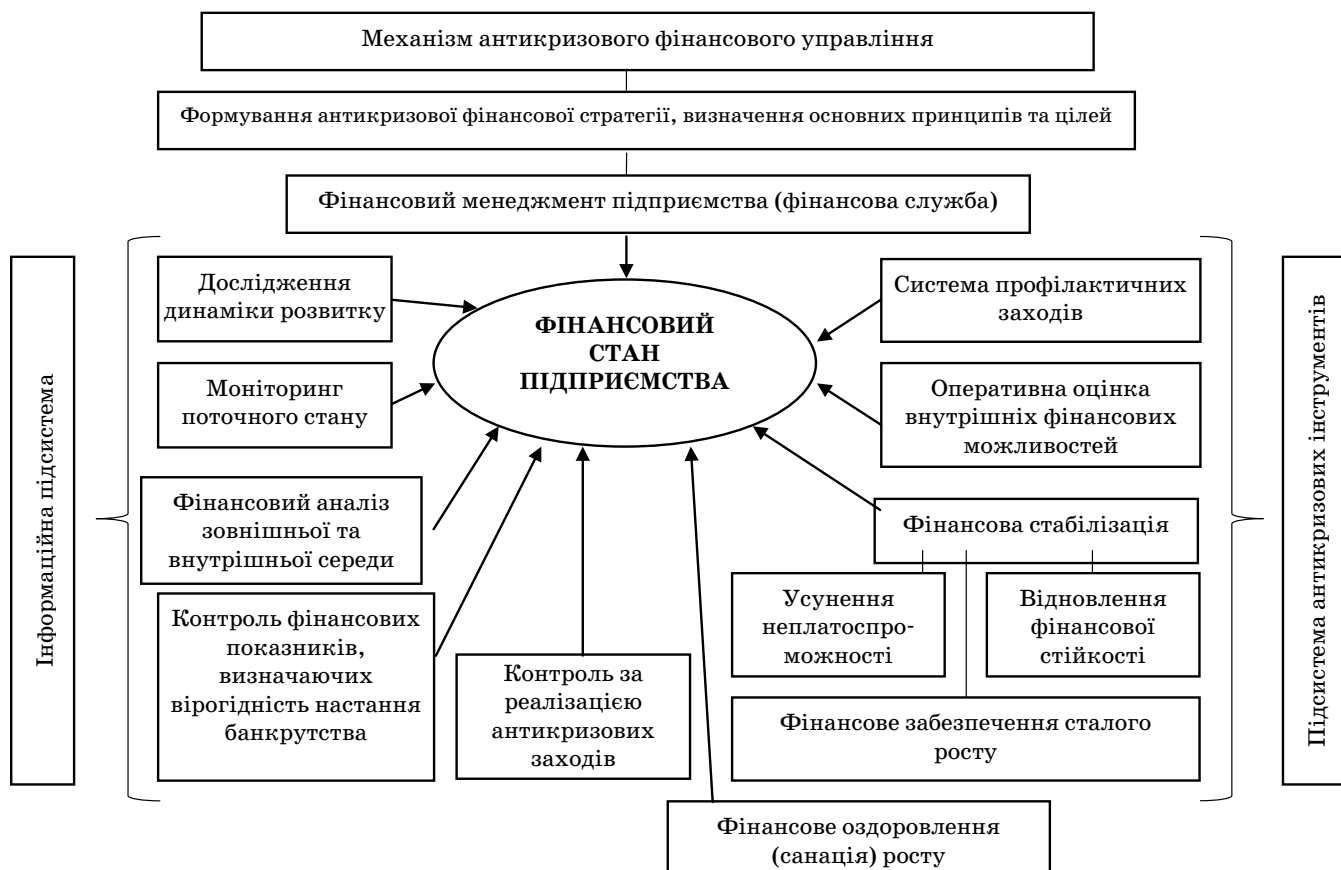 Механізм антикризового фінансового управління
Формування антикризової фінансової стратегії, визначення основних принципів та цілей
Фінансовий менеджмент підприємства (фінансова служба)
Інформаційна підсистема
Дослідження
динаміки розвитку
Моніторинг
поточного стану
Фінансовий аналіз
зовнішньої та
внутрішньої середи
Контроль фінансових
показників,
визначаючих
вірогідність настання
банкрутства
ФІНАНСОВИЙ
СТАН
ПІДПРИЄМСТВА
Контроль за
реалізацією
антикризових
заходів
Система профілактичних
заходів
Оперативна оцінка
внутрішніх фінансових
можливостей
Фінансова стабілізація
Усунення
неплатоспро-
можності
Відновлення
фінансової
стійкості
Фінансове забезпечення сталого
росту
Фінансове оздоровлення
(санація) росту
Підсистема антикризових інструментів